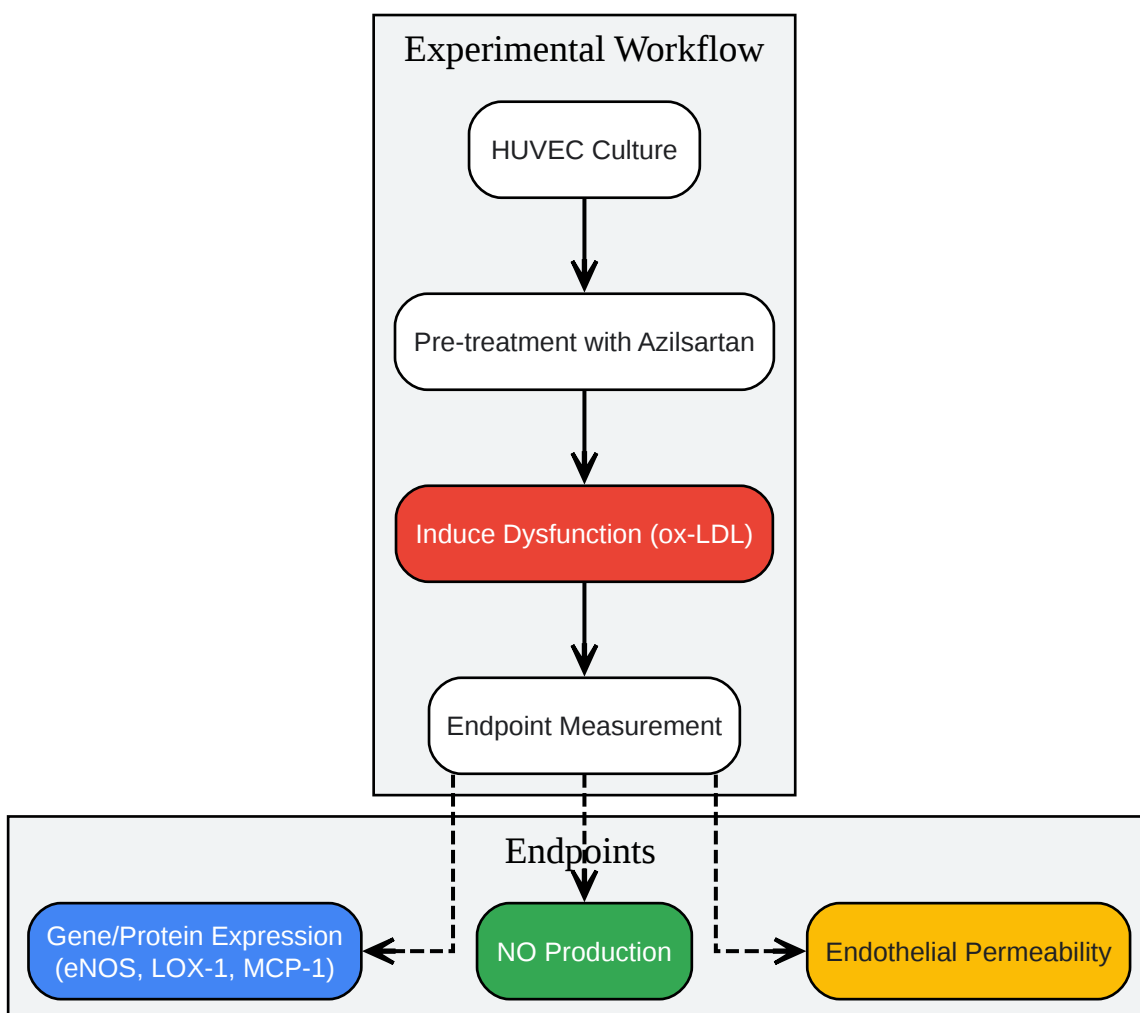 Experimental Workflow
HUVEC Culture
Pre-treatment with Azilsartan
Induce Dysfunction (ox-LDL)
Endpoint Measurement
Endpoints
Gene/Protein Expression
(eNOS, LOX-1, MCP-1)
NO Production
Endothelial Permeability